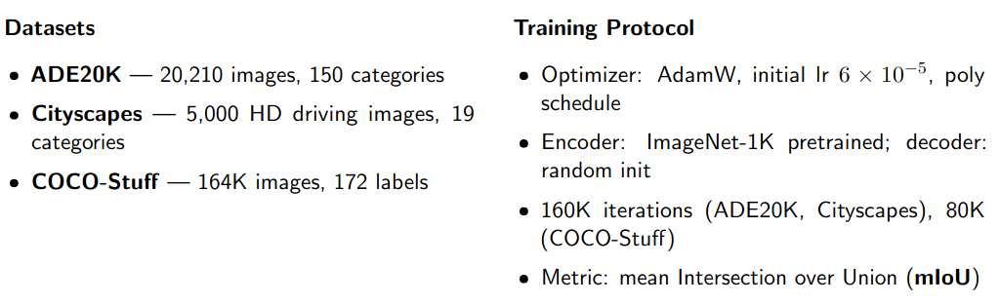 Datasets
• ADE20K — 20,210 images, 150 categories
• Cityscapes — 5,000 HD driving images, 19
categories
• COCO-Stuff — 164K images, 172 labels
Training Protocol
• Optimizer: AdamW, initial lr 6 × 10⁻⁵, poly
schedule
• Encoder: ImageNet-1K pretrained; decoder:
random init
• 160K iterations (ADE20K, Cityscapes), 80K
(COCO-Stuff)
• Metric: mean Intersection over Union (mIoU)